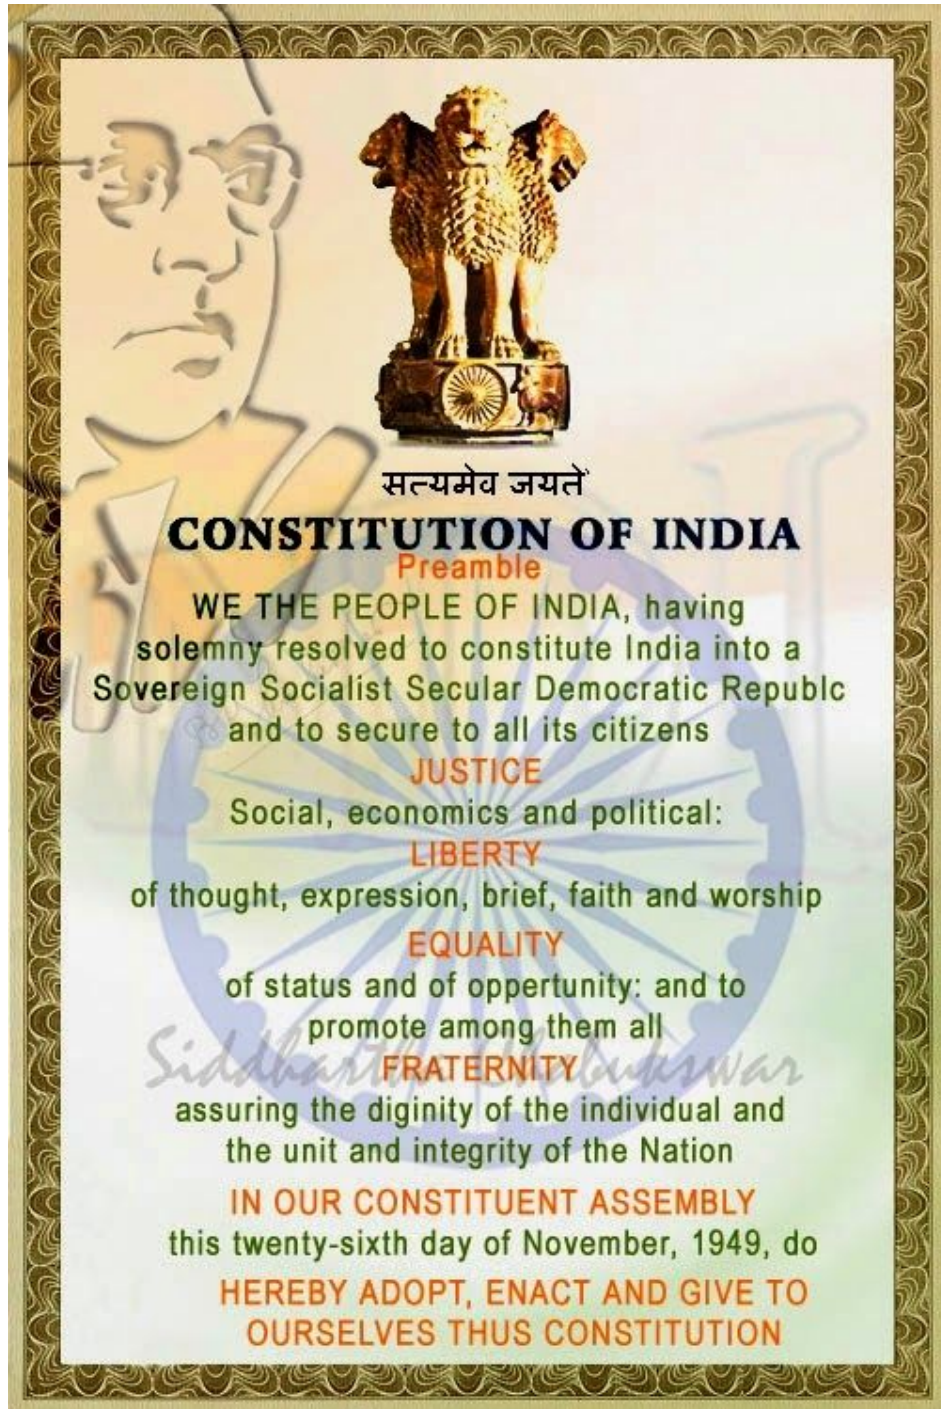 सत्यमेव जयते
CONSTITUTION OF INDIA
Preamble
WE THE PEOPLE OF INDIA, having
solemny resolved to constitute India into a
Sovereign Socialist Secular Democratic Republc
and to secure to all its citizens
JUSTICE
Social, economics and political:
LIBERTY
of thought, expression, brief, faith and worship
EQUALITY
of status and of oppertunity: and to
promote among them all
FRATERNITY
Siddhartha Mabukswar
assuring the diginity of the individual and
the unit and integrity of the Nation
IN OUR CONSTITUENT ASSEMBLY
this twenty-sixth day of November, 1949, do
HEREBY ADOPT, ENACT AND GIVE TO
OURSELVES THUS CONSTITUTION